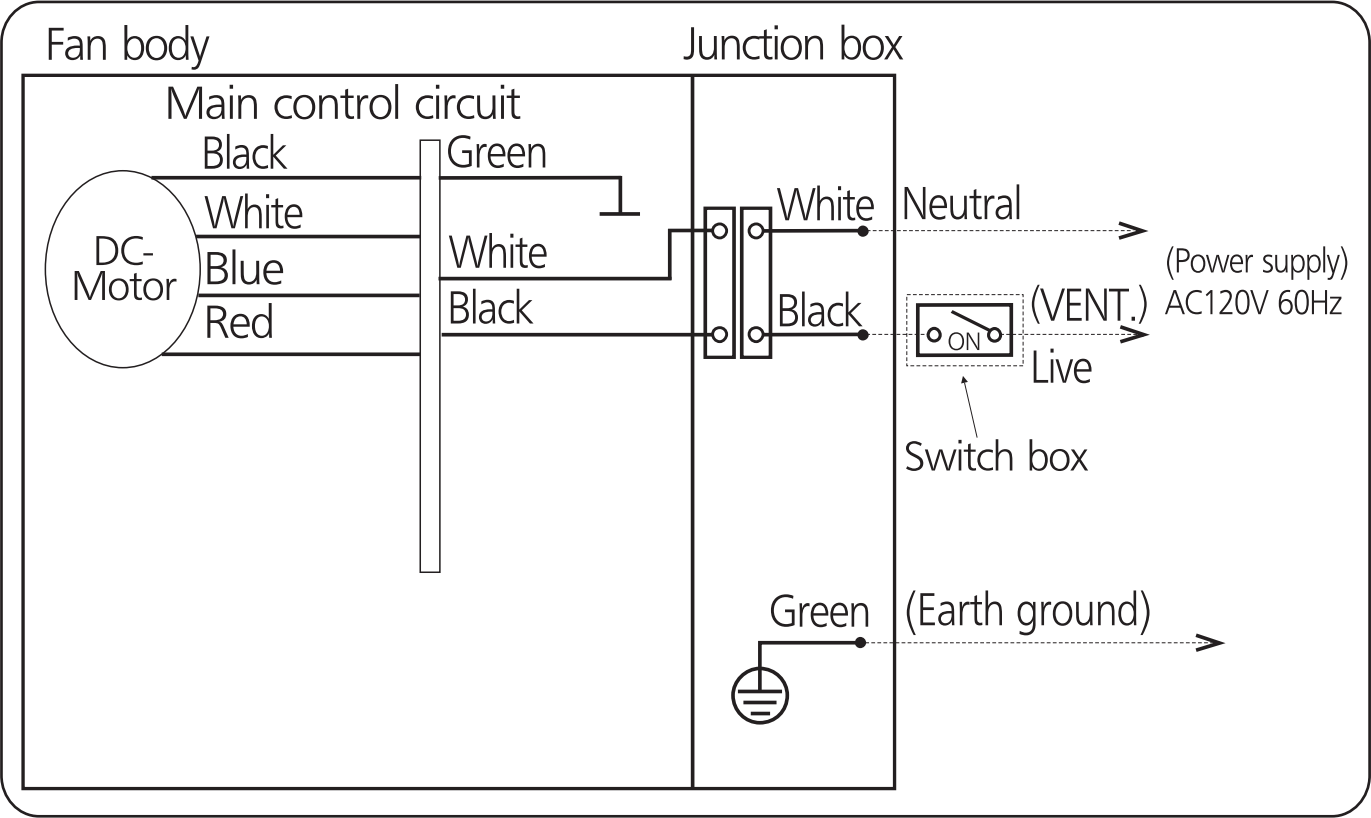 Fan body
Junction box
Main control circuit
Black
Green
White
White
Neutral
DC-
Motor
Blue
White
(Power supply)
AC120V 60Hz
Red
Black
Black
ON
(VENT.)
Live
Switch box
Green
(Earth ground)